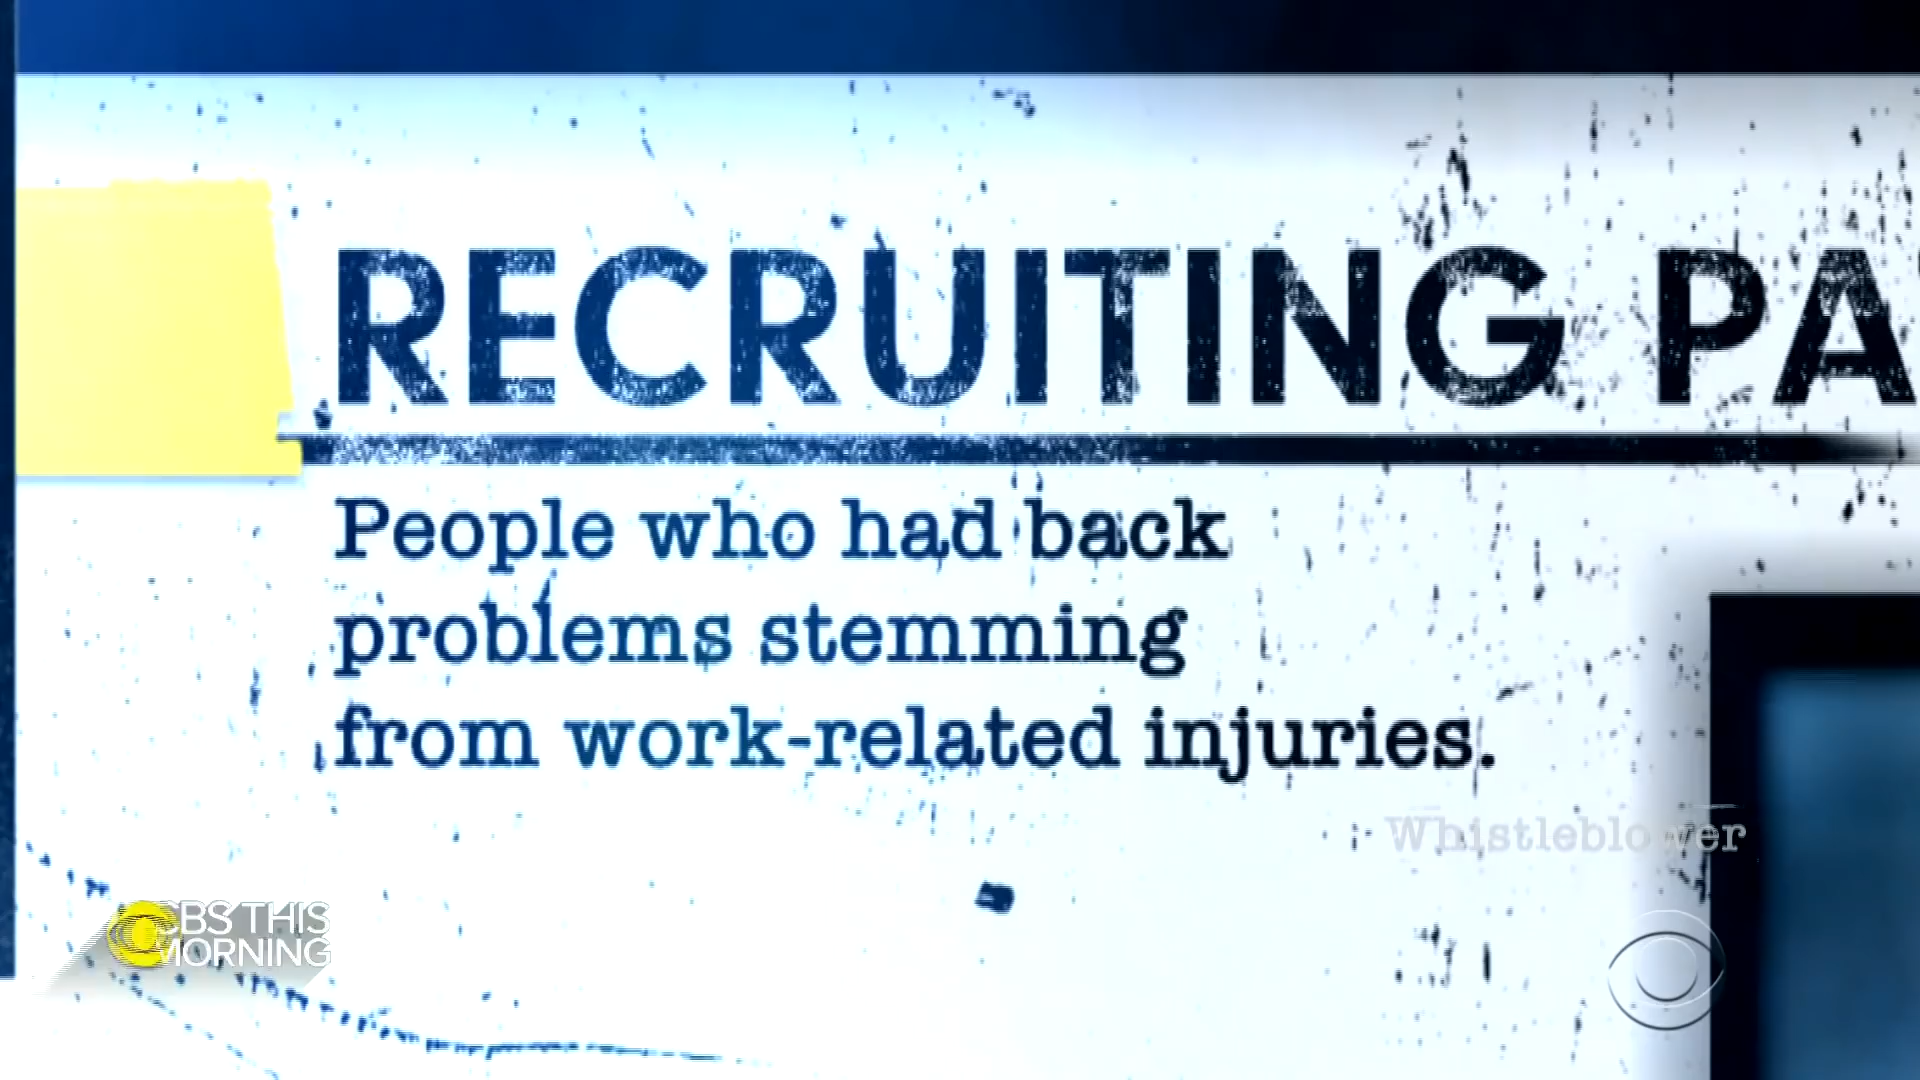 RECRUITING PA
People who had back
problems stemming
from work-related injuries.
Whistleblower
CBS THIS
MORNING